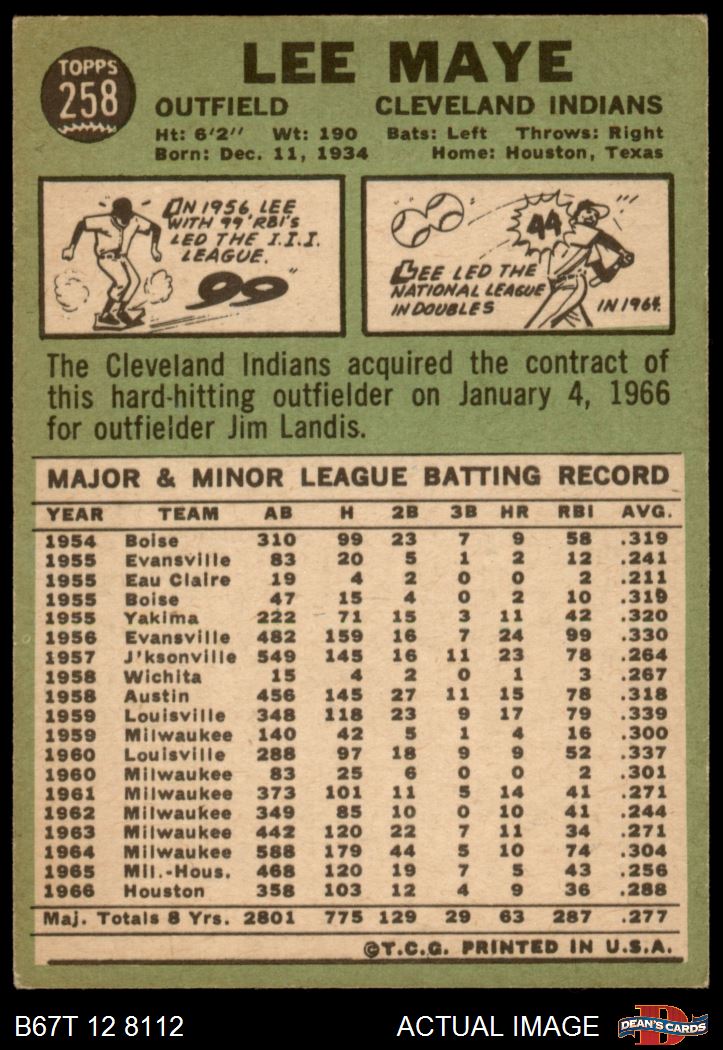 TOPPS
258
LEE MAYE
OUTFIELD CLEVELAND INDIANS
Ht: 6'2" Wt: 190 Bats: Left Throws: Right
Born: Dec. 11, 1934 Home: Houston, Texas
IN 1956, LEE
WITH 99 RBI'S
LED THE I.I.I.
LEAGUE.
99"
44
LEE LED THE
NATIONAL LEAGUE
IN DOUBLES IN 1964.
The Cleveland Indians acquired the contract of
this hard-hitting outfielder on January 4, 1966
for outfielder Jim Landis.
MAJOR & MINOR LEAGUE BATTING RECORD
YEAR TEAM AB H 2B 3B HR RBI AVG.
1954 Boise 310 99 23 7 9 58 .319
1955 Evansville 83 20 5 1 2 12 .241
1955 Eau Claire 19 4 2 0 0 2 .211
1955 Boise 47 15 4 0 2 10 .319
1955 Yakima 222 71 15 3 11 42 .320
1956 Evansville 482 159 16 7 24 99 .330
1957 J'ksonville 549 145 16 11 23 78 .264
1958 Wichita 15 4 2 0 1 3 .267
1958 Austin 456 145 27 11 15 78 .318
1959 Louisville 348 118 23 9 17 79 .339
1959 Milwaukee 140 42 5 1 4 16 .300
1960 Louisville 288 97 18 9 9 52 .337
1960 Milwaukee 83 25 6 0 0 2 .301
1961 Milwaukee 373 101 11 5 14 41 .271
1962 Milwaukee 349 85 10 0 10 41 .244
1963 Milwaukee 442 120 22 7 11 34 .271
1964 Milwaukee 588 179 44 5 10 74 .304
1965 Mil.-Hous. 468 120 19 7 5 43 .256
1966 Houston 358 103 12 4 9 36 .288
Maj. Totals 8 Yrs. 2801 775 129 29 63 287 .277
©T.C.G. PRINTED IN U.S.A.
B67T 12 8112 ACTUAL IMAGE
D
DEAN'S CARDS